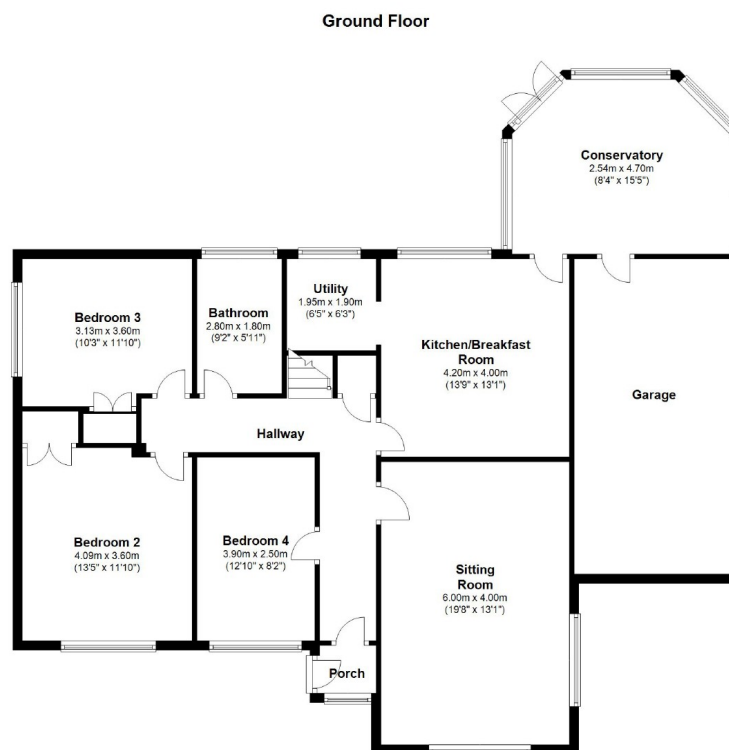 Ground Floor
Conservatory
2.54m x 4.70m
(8'4" x 15'5")
Bedroom 3
3.13m x 3.60m
(10'3" x 11'10")
Bathroom
2.80m x 1.80m
(9'2" x 5'11")
Utility
1.95m x 1.90m
(6'5" x 6'3")
Kitchen/Breakfast
Room
4.20m x 4.00m
(13'9" x 13'1")
Garage
Hallway
Bedroom 2
4.09m x 3.60m
(13'5" x 11'10")
Bedroom 4
3.90m x 2.50m
(12'10" x 8'2")
Sitting
Room
6.00m x 4.00m
(19'8" x 13'1")
Porch